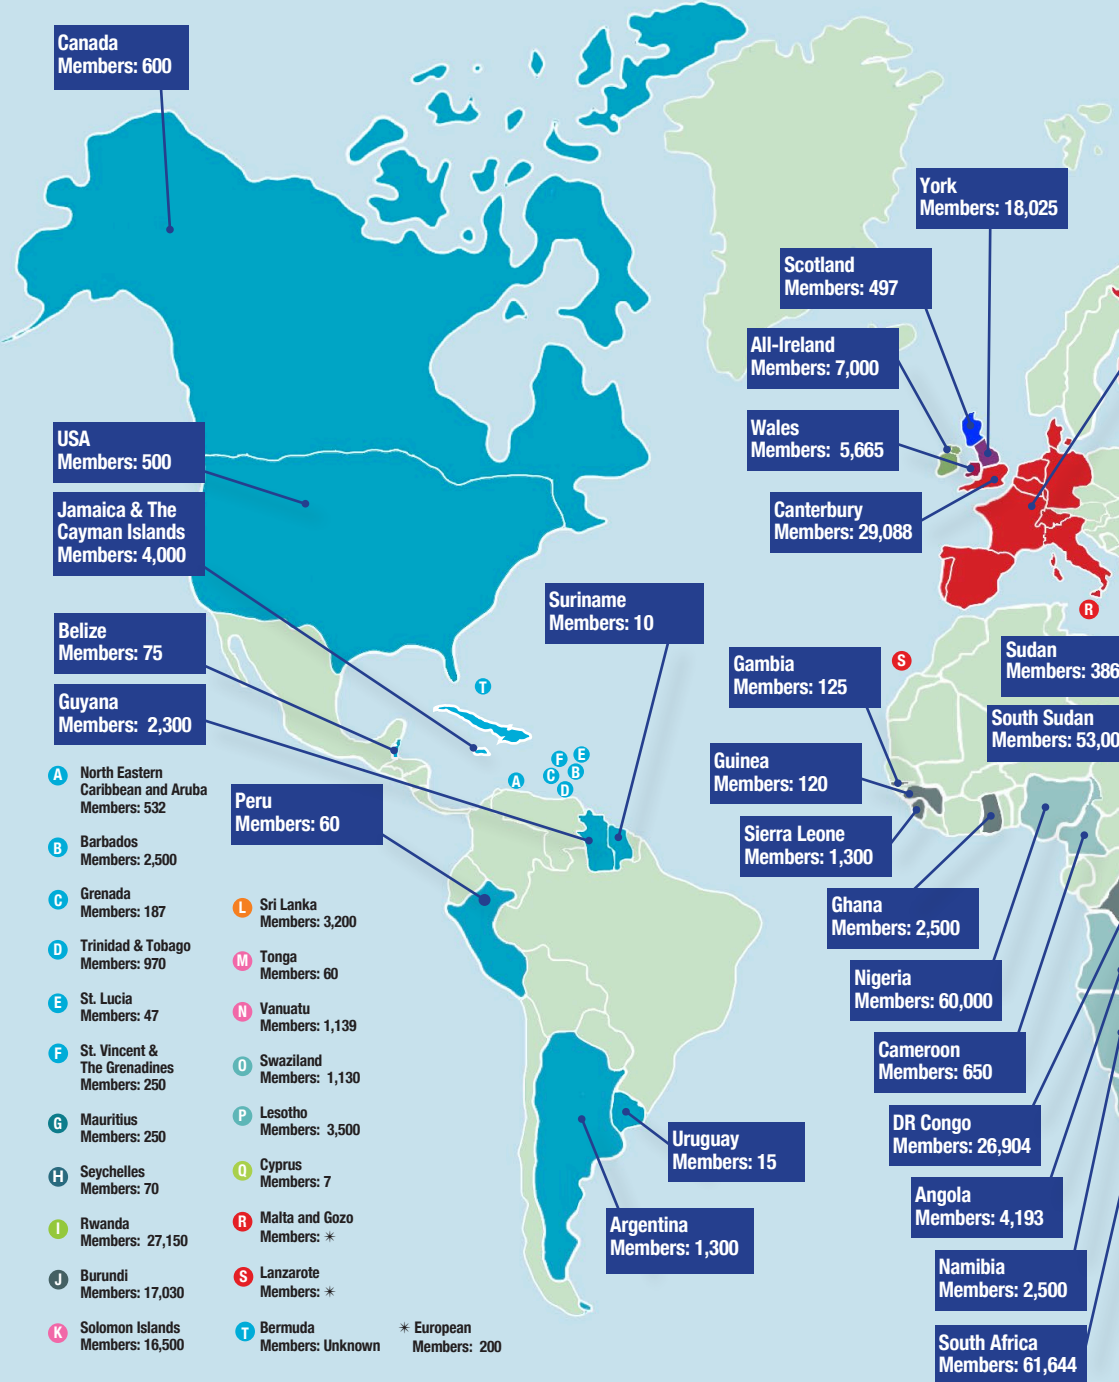 Canada
Members: 600
York
Members: 18,025
Scotland
Members: 497
All-Ireland
Members: 7,000
Wales
Members: 5,665
Canterbury
Members: 29,088
USA
Members: 500
Jamaica & The
Cayman Islands
Members: 4,000
Belize
Members: 75
Guyana
Members: 2,300
Suriname
Members: 10
Peru
Members: 60
Gambia
Members: 125
Guinea
Members: 120
Sierra Leone
Members: 1,300
Ghana
Members: 2,500
Nigeria
Members: 60,000
Cameroon
Members: 650
DR Congo
Members: 26,904
Angola
Members: 4,193
Namibia
Members: 2,500
South Africa
Members: 61,644
Sudan
Members: 386
South Sudan
Members: 53,00
Uruguay
Members: 15
Argentina
Members: 1,300
R
S
T
A
F
E
C
B
D
A North Eastern
Caribbean and Aruba
Members: 532
B Barbados
Members: 2,500
C Grenada
Members: 187
D Trinidad & Tobago
Members: 970
E St. Lucia
Members: 47
F St. Vincent &
The Grenadines
Members: 250
G Mauritius
Members: 250
H Seychelles
Members: 70
I Rwanda
Members: 27,150
J Burundi
Members: 17,030
K Solomon Islands
Members: 16,500
L Sri Lanka
Members: 3,200
M Tonga
Members: 60
N Vanuatu
Members: 1,139
O Swaziland
Members: 1,130
P Lesotho
Members: 3,500
Q Cyprus
Members: 7
R Malta and Gozo
Members: ✴
S Lanzarote
Members: ✴
T Bermuda
Members: Unknown
✴ European
Members: 200